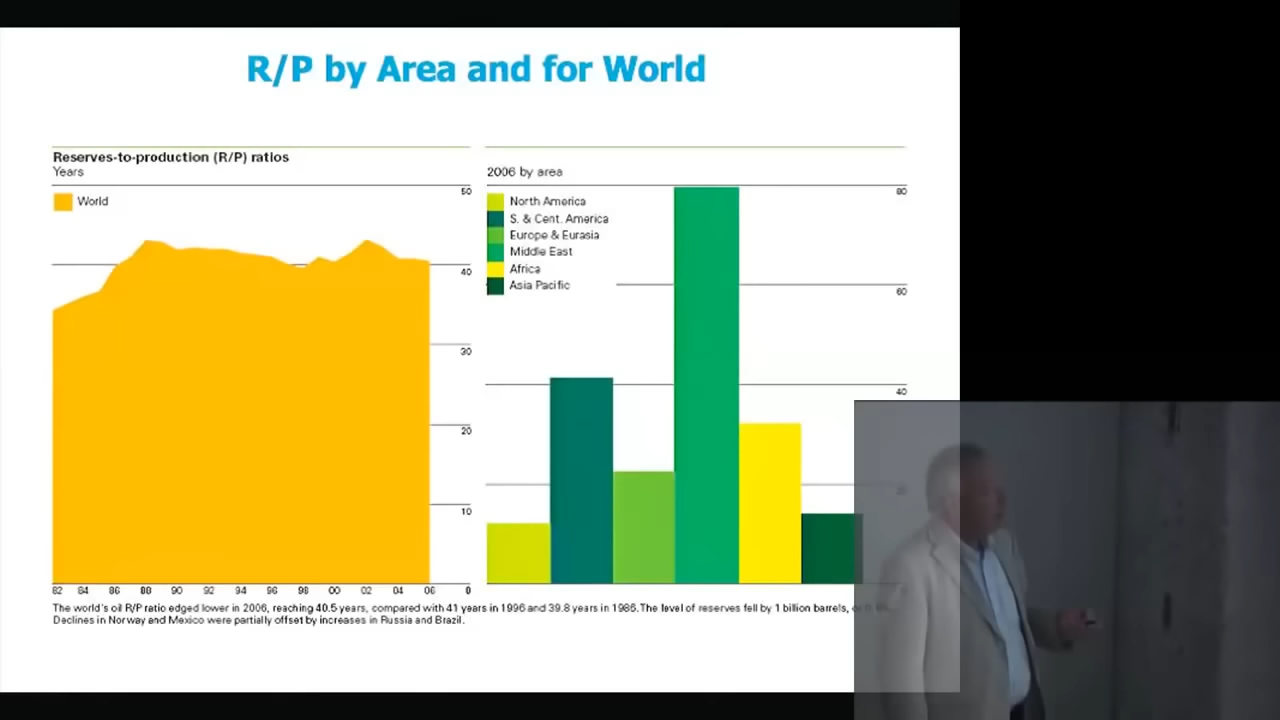 R/P by Area and for World
Reserves-to-production (R/P) ratios
Years
World
50
40
30
20
10
0
82 84 86 88 90 92 94 96 98 00 02 04 06
2006 by area
North America
S. & Cent. America
Europe & Eurasia
Middle East
Africa
Asia Pacific
80
60
40
The world's oil R/P ratio edged lower in 2006, reaching 40.5 years, compared with 41 years in 1996 and 39.8 years in 1986. The level of reserves fell by 1 billion barrels,
Declines in Norway and Mexico were partially offset by increases in Russia and Brazil.